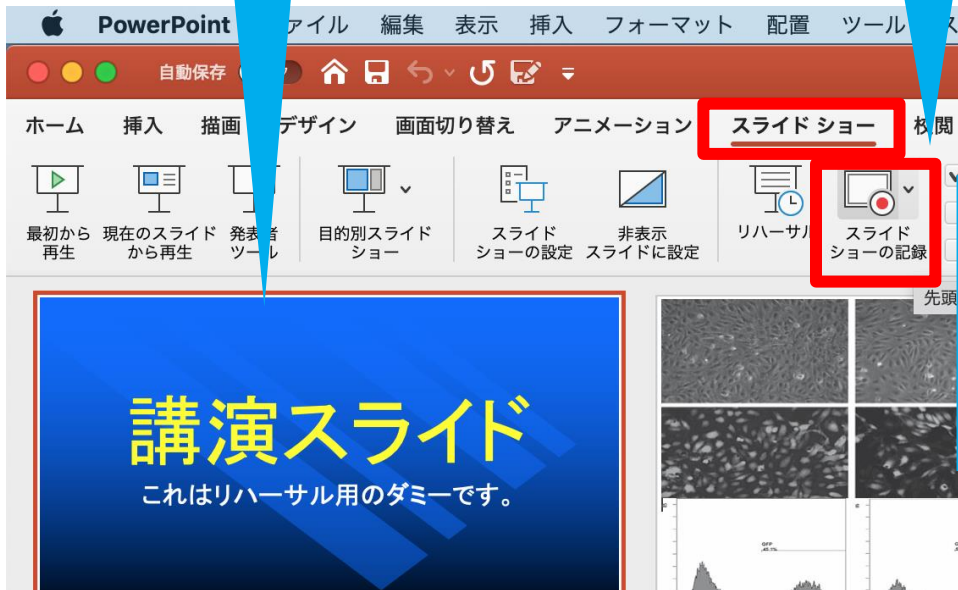 PowerPoint ァイル 編集 表示 挿入 フォーマット 配置 ツール
自動保存
ホーム 挿入 描画 デザイン 画面切り替え アニメーション スライド ショー 校閲
最初から
再生
現在のスライド
から再生
発表者
ツール
目的別スライド
ショー
スライド
ショーの設定
非表示
スライドに設定
リハーサル
スライド
ショーの記録
先頭
講演スライド
これはリハーサル用のダミーです。